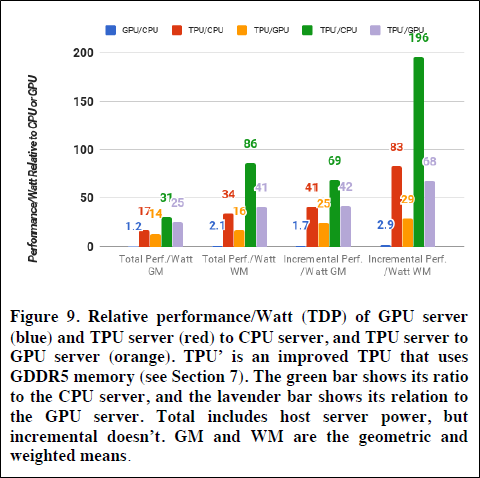 GPU/CPU TPU/CPU TPU/GPU TPU'/CPU TPU'/GPU
Performance/Watt Relative to CPU or GPU
200
150
100
50
0
1.2 17 14 31 25
2.1 34 16 86 41
1.7 41 25 69 42
2.9 83 29 196 68
Total Perf./Watt GM
Total Perf./Watt WM
Incremental Perf. /Watt GM
Incremental Perf. /Watt WM
Figure 9. Relative performance/Watt (TDP) of GPU server
(blue) and TPU server (red) to CPU server, and TPU server to
GPU server (orange). TPU’ is an improved TPU that uses
GDDR5 memory (see Section 7). The green bar shows its ratio
to the CPU server, and the lavender bar shows its relation to
the GPU server. Total includes host server power, but
incremental doesn’t. GM and WM are the geometric and
weighted means.